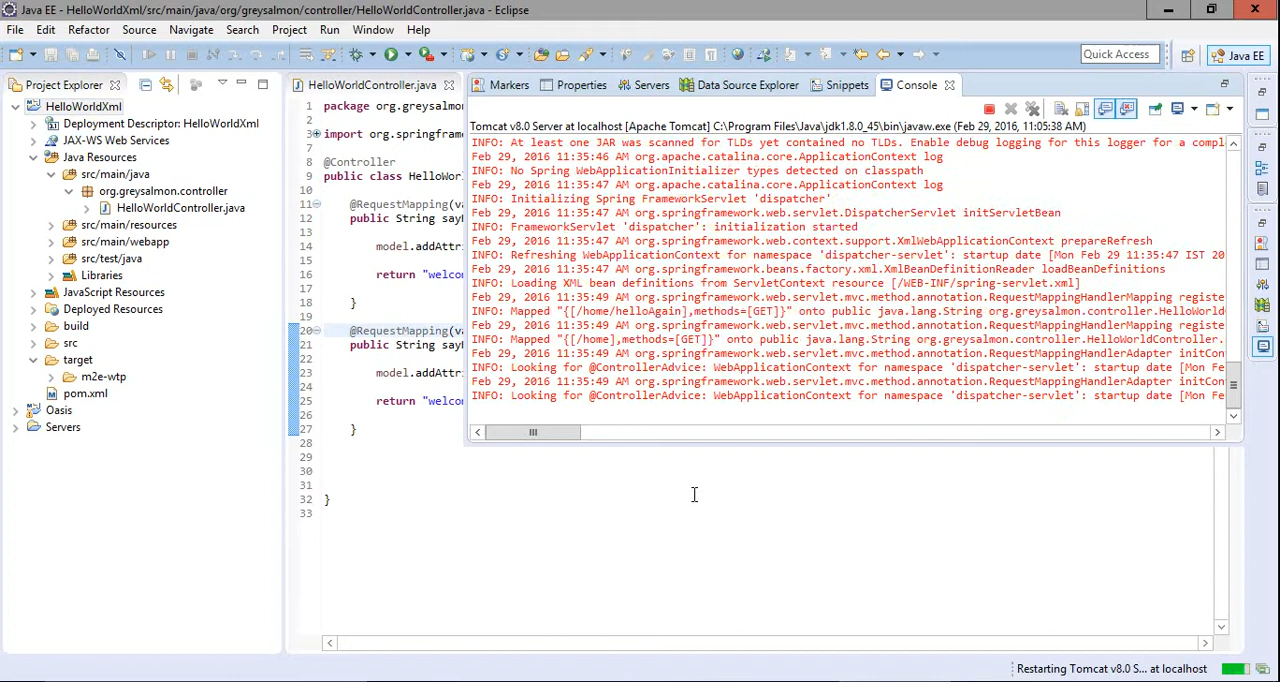 Java EE - HelloWorldXml/src/main/java/org/greysalmon/controller/HelloWorldController.java - Eclipse
File Edit Refactor Source Navigate Search Project Run Window Help
Quick Access
Java EE
Project Explorer
HelloWorldXml
Deployment Descriptor: HelloWorldXml
JAX-WS Web Services
Java Resources
src/main/java
org.greysalmon.controller
HelloWorldController.java
src/main/resources
src/main/webapp
src/test/java
Libraries
JavaScript Resources
Deployed Resources
build
src
target
m2e-wtp
pom.xml
Oasis
Servers
HelloWorldController.java
1 package org.greysalmon
2
3 import org.springfram
7
8 @Controller
9 public class HelloWor
10
11 @RequestMapping(va
12 public String sayH
13
14 model.addAttri
15
16 return "welcom
17
18 }
19
20 @RequestMapping(va
21 public String sayH
22
23 model.addAttri
24
25 return "welcom
26
27 }
28
29
30
31
32 }
33
Markers Properties Servers Data Source Explorer Snippets Console
Tomcat v8.0 Server at localhost [Apache Tomcat] C:\Program Files\Java\jdk1.8.0_45\bin\javaw.exe (Feb 29, 2016, 11:05:38 AM)
INFO: At least one JAR was scanned for TLDs yet contained no TLDs. Enable debug logging for this logger for a compl
Feb 29, 2016 11:35:46 AM org.apache.catalina.core.ApplicationContext log
INFO: No Spring WebApplicationInitializer types detected on classpath
Feb 29, 2016 11:35:47 AM org.apache.catalina.core.ApplicationContext log
INFO: Initializing Spring FrameworkServlet 'dispatcher'
Feb 29, 2016 11:35:47 AM org.springframework.web.servlet.DispatcherServlet initServletBean
INFO: FrameworkServlet 'dispatcher': initialization started
Feb 29, 2016 11:35:47 AM org.springframework.web.context.support.XmlWebApplicationContext prepareRefresh
INFO: Refreshing WebApplicationContext for namespace 'dispatcher-servlet': startup date [Mon Feb 29 11:35:47 IST 20
Feb 29, 2016 11:35:47 AM org.springframework.beans.factory.xml.XmlBeanDefinitionReader loadBeanDefinitions
INFO: Loading XML bean definitions from ServletContext resource [/WEB-INF/spring-servlet.xml]
Feb 29, 2016 11:35:49 AM org.springframework.web.servlet.mvc.method.annotation.RequestMappingHandlerMapping registe
INFO: Mapped "{[/home/helloAgain],methods=[GET]}" onto public java.lang.String org.greysalmon.controller.HelloWorld
Feb 29, 2016 11:35:49 AM org.springframework.web.servlet.mvc.method.annotation.RequestMappingHandlerMapping registe
INFO: Mapped "{[/home],methods=[GET]}" onto public java.lang.String org.greysalmon.controller.HelloWorldController.
Feb 29, 2016 11:35:49 AM org.springframework.web.servlet.mvc.method.annotation.RequestMappingHandlerAdapter initCon
INFO: Looking for @ControllerAdvice: WebApplicationContext for namespace 'dispatcher-servlet': startup date [Mon Fe
Feb 29, 2016 11:35:49 AM org.springframework.web.servlet.mvc.method.annotation.RequestMappingHandlerAdapter initCon
INFO: Looking for @ControllerAdvice: WebApplicationContext for namespace 'dispatcher-servlet': startup date [Mon Fe
Restarting Tomcat v8.0 S... at localhost